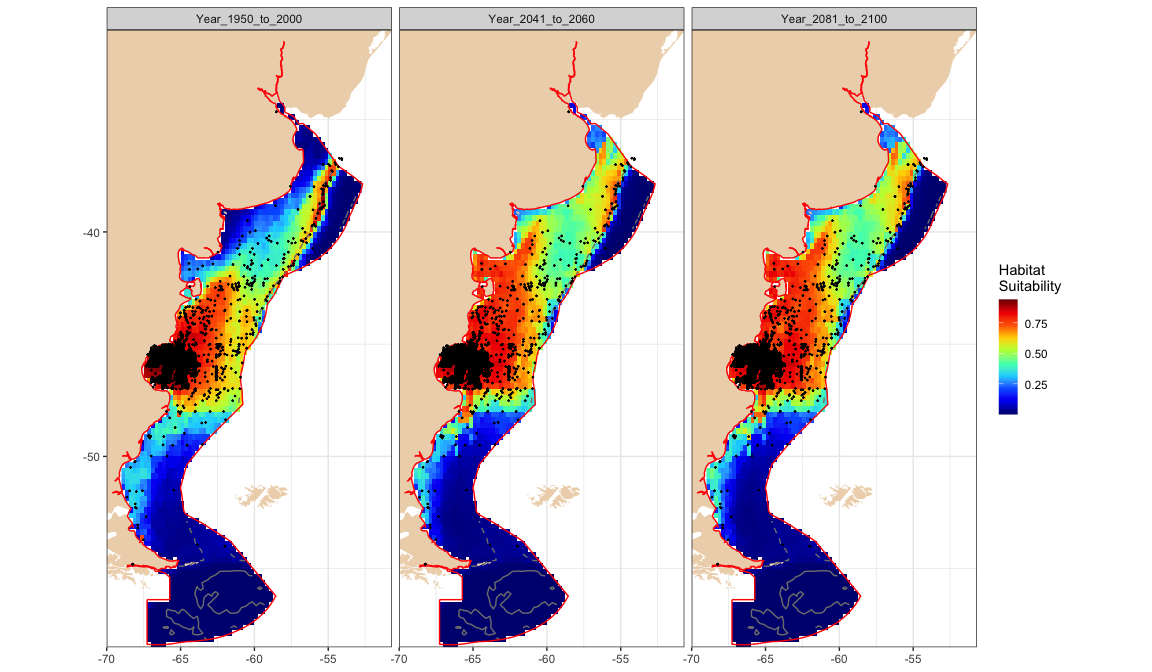 Year_1950_to_2000
Year_2041_to_2060
Year_2081_to_2100
-40
-50
Habitat
Suitability
0.75
0.50
0.25
-70 -65 -60 -55 -70 -65 -60 -55 -70 -65 -60 -55